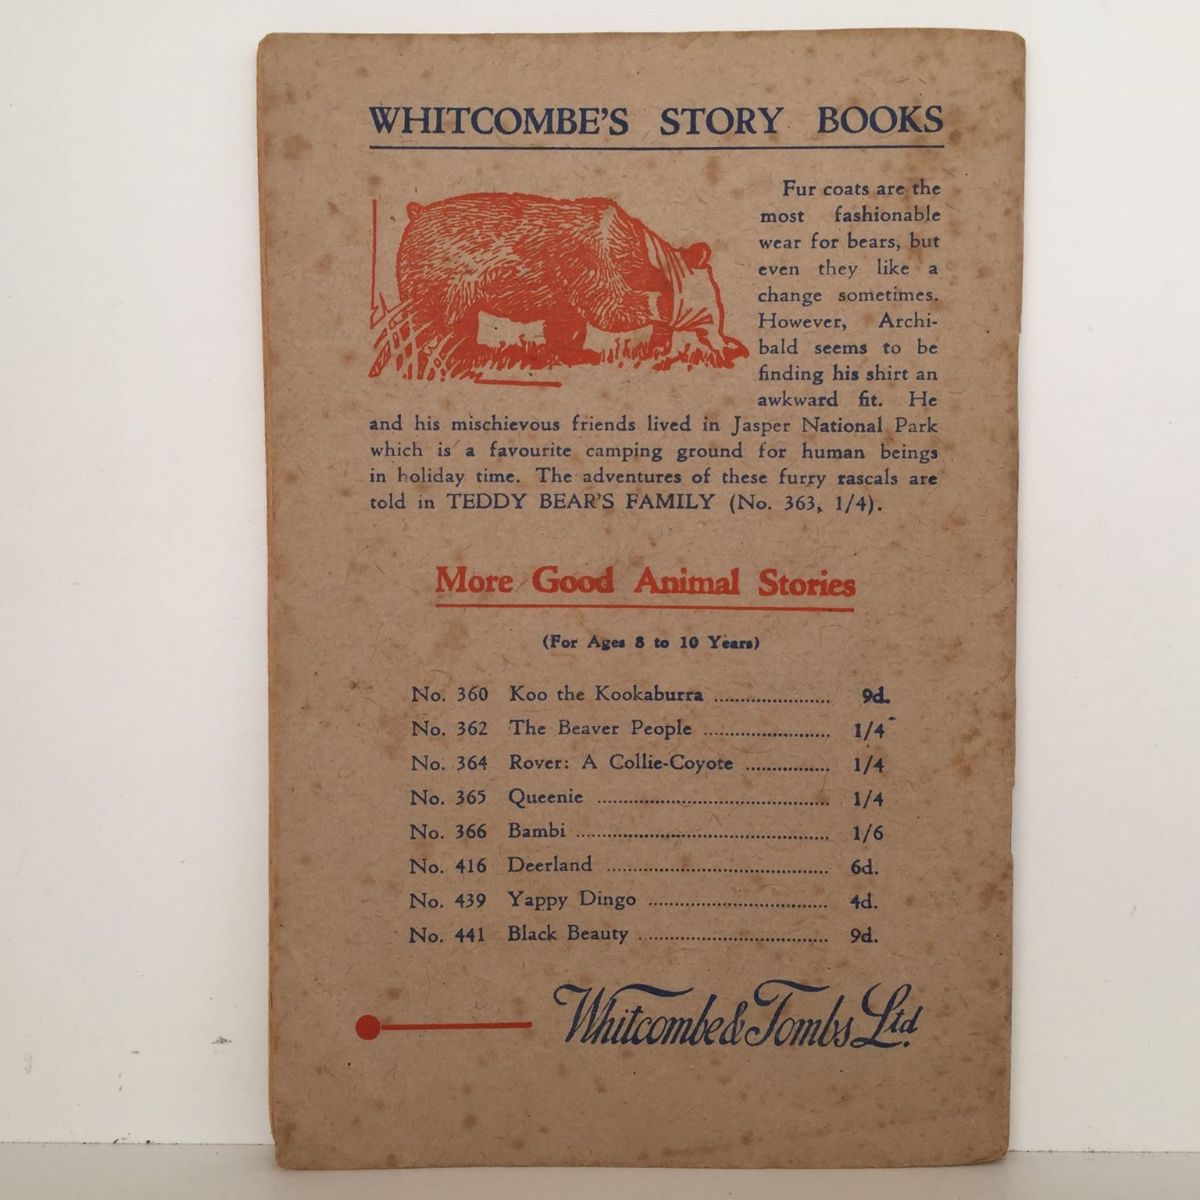 WHITCOMBE'S STORY BOOKS
Fur coats are the
most fashionable
wear for bears, but
even they like a
change sometimes.
However, Archi-
bald seems to be
finding his shirt an
awkward fit. He
and his mischievous friends lived in Jasper National Park
which is a favourite camping ground for human beings
in holiday time. The adventures of these furry rascals are
told in TEDDY BEAR'S FAMILY (No. 363, 1/4).
More Good Animal Stories
(For Ages 8 to 10 Years)
No. 360 Koo the Kookaburra ...................... 9d.
No. 362 The Beaver People ........................ 1/4
No. 364 Rover: A Collie-Coyote ................ 1/4
No. 365 Queenie ............................................ 1/4
No. 366 Bambi ................................................ 1/6
No. 416 Deerland .......................................... 6d.
No. 439 Yappy Dingo .................................. 4d.
No. 441 Black Beauty .................................... 9d.
Whitcombe & Tombs Ltd.